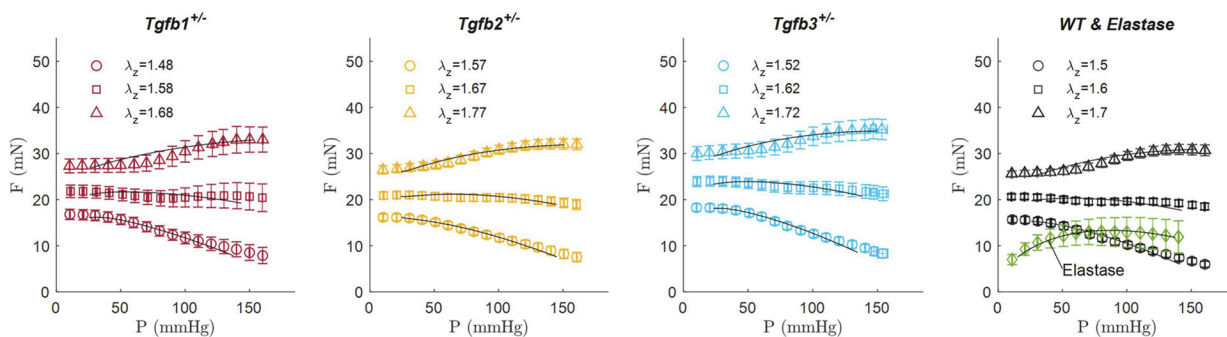 Tgfb1+/-
50
40
30
20
10
0
F (mN)
λz=1.48
λz=1.58
λz=1.68
0 50 100 150
P (mmHg)
Tgfb2+/-
50
40
30
20
10
0
F (mN)
λz=1.57
λz=1.67
λz=1.77
0 50 100 150
P (mmHg)
Tgfb3+/-
50
40
30
20
10
0
F (mN)
λz=1.52
λz=1.62
λz=1.72
0 50 100 150
P (mmHg)
WT & Elastase
50
40
30
20
10
0
F (mN)
λz=1.5
λz=1.6
λz=1.7
Elastase
0 50 100 150
P (mmHg)